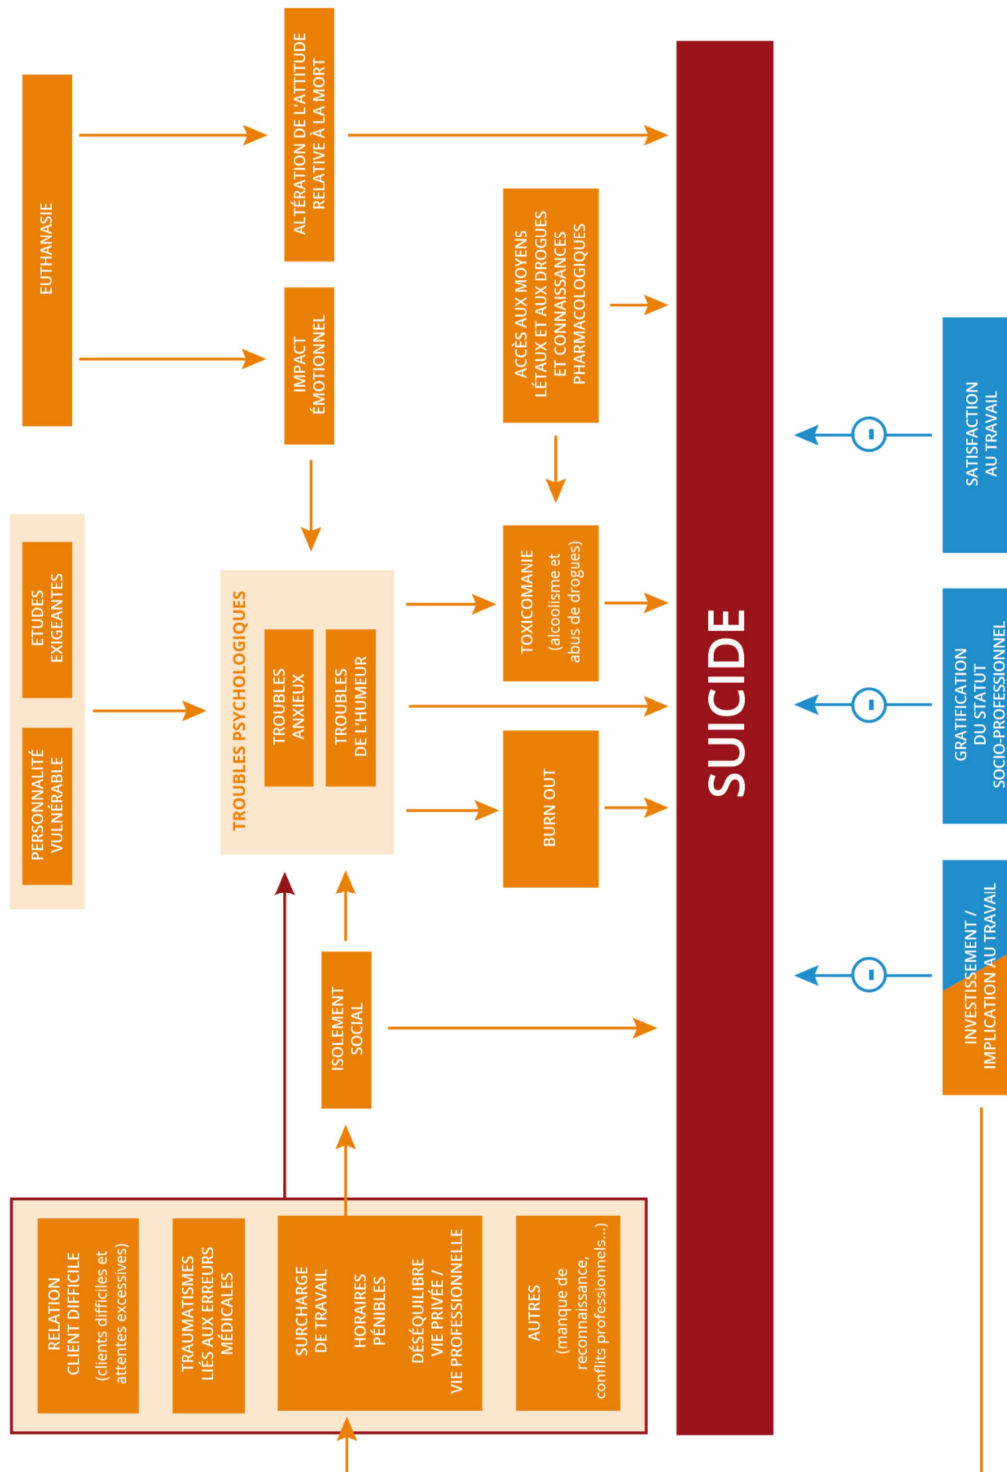 EUTHANASIE
ALTÉRATION DE L'ATTITUDE
RELATIVE À LA MORT
IMPACT
ÉMOTIONNEL
ETUDES
EXIGEANTES
PERSONNALITÉ
VULNÉRABLE
TROUBLES PSYCHOLOGIQUES
TROUBLES
ANXIEUX
TROUBLES
DE L'HUMEUR
ACCÈS AUX MOYENS
LÉTAUX ET AUX DROGUES
ET CONNAISSANCES
PHARMACOLOGIQUES
TOXICOMANIE
(alcoolisme et
abus de drogues)
BURN OUT
ISOLEMENT
SOCIAL
RELATION
CLIENT DIFFICILE
(clients difficiles et
attentes excessives)
TRAUMATISMES
LIÉS AUX ERREURS
MÉDICALES
SURCHARGE
DE TRAVAIL
HORAIRES
PÉNIBLES
DÉSÉQUILIBRE
VIE PRIVÉE /
VIE PROFESSIONNELLE
AUTRES
(manque de
reconnaissance,
conflits professionnels...)
SUICIDE
-
-
-
SATISFACTION
AU TRAVAIL
GRATIFICATION
DU STATUT
SOCIO-PROFESSIONNEL
INVESTISSEMENT /
IMPLICATION AU TRAVAIL